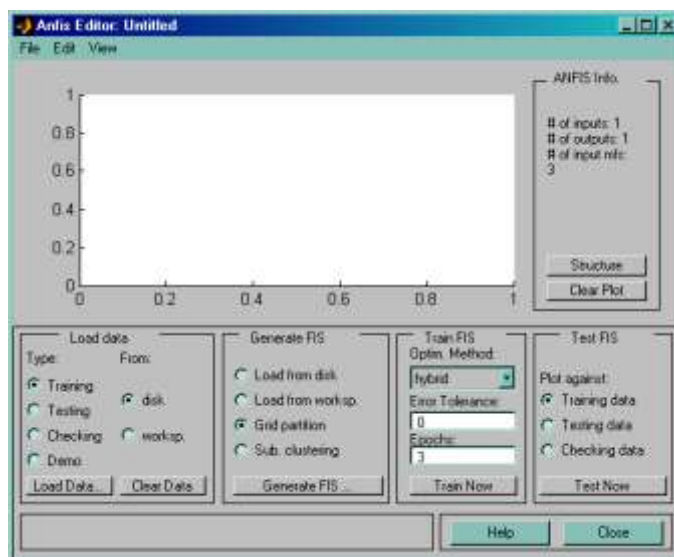 Anfis Editor: Untitled
File Edit View
ANFIS Info.
1
0.8
0.6
0.4
0.2
0
0 0.2 0.4 0.6 0.8 1
# of inputs: 1
# of outputs: 1
# of input mfs:
3
Structure
Clear Plot
Load data
Type: From:
Training
Testing
Checking
Demo
disk
worksp.
Load Data... Clear Data
Generate FIS
Load from disk
Load from worksp.
Grid partition
Sub. clustering
Generate FIS ...
Train FIS
Optim. Method:
hybrid
Error Tolerance:
0
Epochs:
3
Train Now
Test FIS
Plot against:
Training data
Testing data
Checking data
Test Now
Help Close